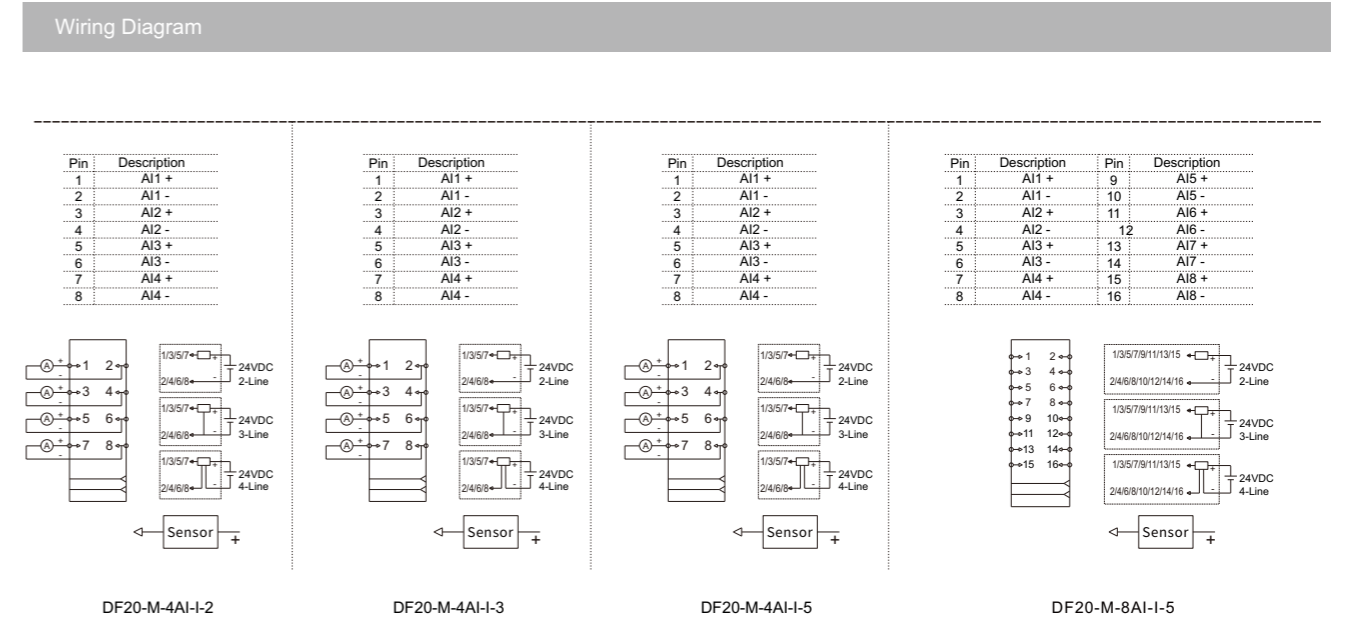 Wiring Diagram
Pin Description
1 AI1 +
2 AI1 -
3 AI2 +
4 AI2 -
5 AI3 +
6 AI3 -
7 AI4 +
8 AI4 -
A + - 1 2
A + - 3 4
A + - 5 6
A + - 7 8
1/3/5/7 +
2/4/6/8 -
24VDC
2-Line
1/3/5/7 +
2/4/6/8 -
24VDC
3-Line
1/3/5/7 +
2/4/6/8 -
24VDC
4-Line
Sensor +
DF20-M-4AI-I-2
Pin Description
1 AI1 +
2 AI1 -
3 AI2 +
4 AI2 -
5 AI3 +
6 AI3 -
7 AI4 +
8 AI4 -
A + - 1 2
A + - 3 4
A + - 5 6
A + - 7 8
1/3/5/7 +
2/4/6/8 -
24VDC
2-Line
1/3/5/7 +
2/4/6/8 -
24VDC
3-Line
1/3/5/7 +
2/4/6/8 -
24VDC
4-Line
Sensor +
DF20-M-4AI-I-3
Pin Description
1 AI1 +
2 AI1 -
3 AI2 +
4 AI2 -
5 AI3 +
6 AI3 -
7 AI4 +
8 AI4 -
A + - 1 2
A + - 3 4
A + - 5 6
A + - 7 8
1/3/5/7 +
2/4/6/8 -
24VDC
2-Line
1/3/5/7 +
2/4/6/8 -
24VDC
3-Line
1/3/5/7 +
2/4/6/8 -
24VDC
4-Line
Sensor +
DF20-M-4AI-I-5
Pin Description Pin Description
1 AI1 + 9 AI5 +
2 AI1 - 10 AI5 -
3 AI2 + 11 AI6 +
4 AI2 - 12 AI6 -
5 AI3 + 13 AI7 +
6 AI3 - 14 AI7 -
7 AI4 + 15 AI8 +
8 AI4 - 16 AI8 -
1 2
3 4
5 6
7 8
9 10
11 12
13 14
15 16
1/3/5/7/9/11/13/15 +
2/4/6/8/10/12/14/16 -
24VDC
2-Line
1/3/5/7/9/11/13/15 +
2/4/6/8/10/12/14/16 -
24VDC
3-Line
1/3/5/7/9/11/13/15 +
2/4/6/8/10/12/14/16 -
24VDC
4-Line
Sensor +
DF20-M-8AI-I-5